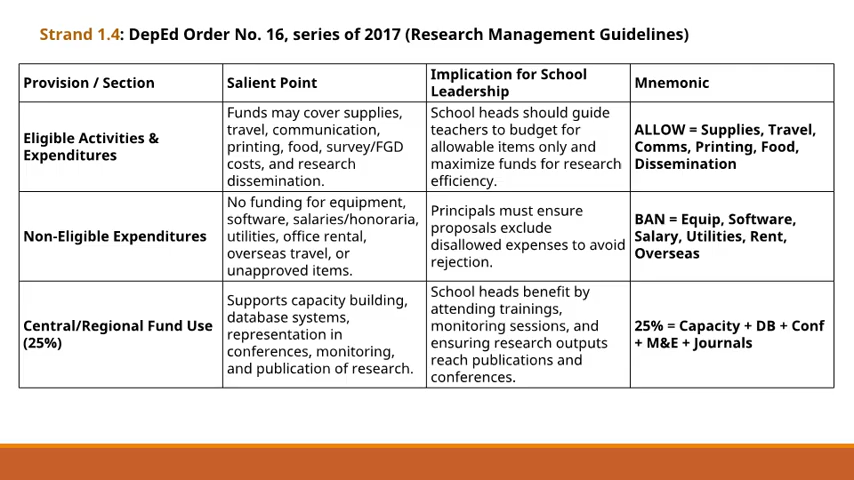 Strand 1.4: DepEd Order No. 16, series of 2017 (Research Management Guidelines)
Provision / Section
Salient Point
Implication for School
Leadership
Mnemonic
Eligible Activities &
Expenditures
Funds may cover supplies,
travel, communication,
printing, food, survey/FGD
costs, and research
dissemination.
School heads should guide
teachers to budget for
allowable items only and
maximize funds for research
efficiency.
ALLOW = Supplies, Travel,
Comms, Printing, Food,
Dissemination
Non-Eligible Expenditures
No funding for equipment,
software, salaries/honoraria,
utilities, office rental,
overseas travel, or
unapproved items.
Principals must ensure
proposals exclude
disallowed expenses to avoid
rejection.
BAN = Equip, Software,
Salary, Utilities, Rent,
Overseas
Central/Regional Fund Use
(25%)
Supports capacity building,
database systems,
representation in
conferences, monitoring,
and publication of research.
School heads benefit by
attending trainings,
monitoring sessions, and
ensuring research outputs
reach publications and
conferences.
25% = Capacity + DB + Conf
+ M&E + Journals